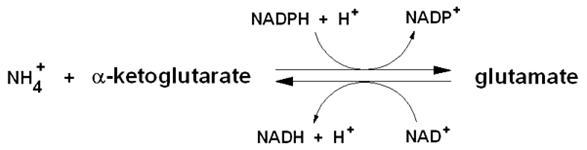 NADPH + H⁺ NADP⁺
NH₄⁺ + α-ketoglutarate glutamate
NADH + H⁺ NAD⁺